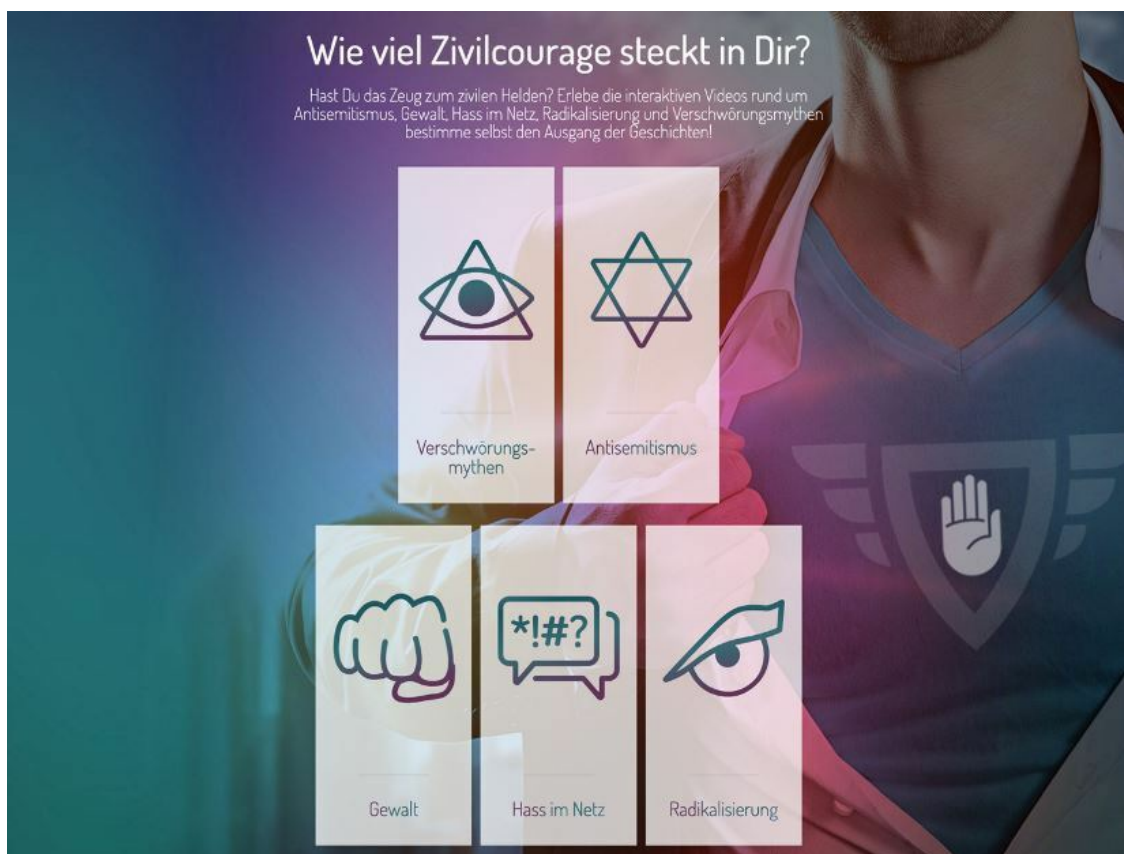 Wie viel Zivilcourage steckt in Dir?
Hast Du das Zeug zum zivilen Helden? Erlebe die interaktiven Videos rund um
Antisemitismus, Gewalt, Hass im Netz, Radikalisierung und Verschwörungsmythen
bestimme selbst den Ausgang der Geschichten!
Verschwörungs-
mythen
Antisemitismus
*!#?
Gewalt
Hass im Netz
Radikalisierung